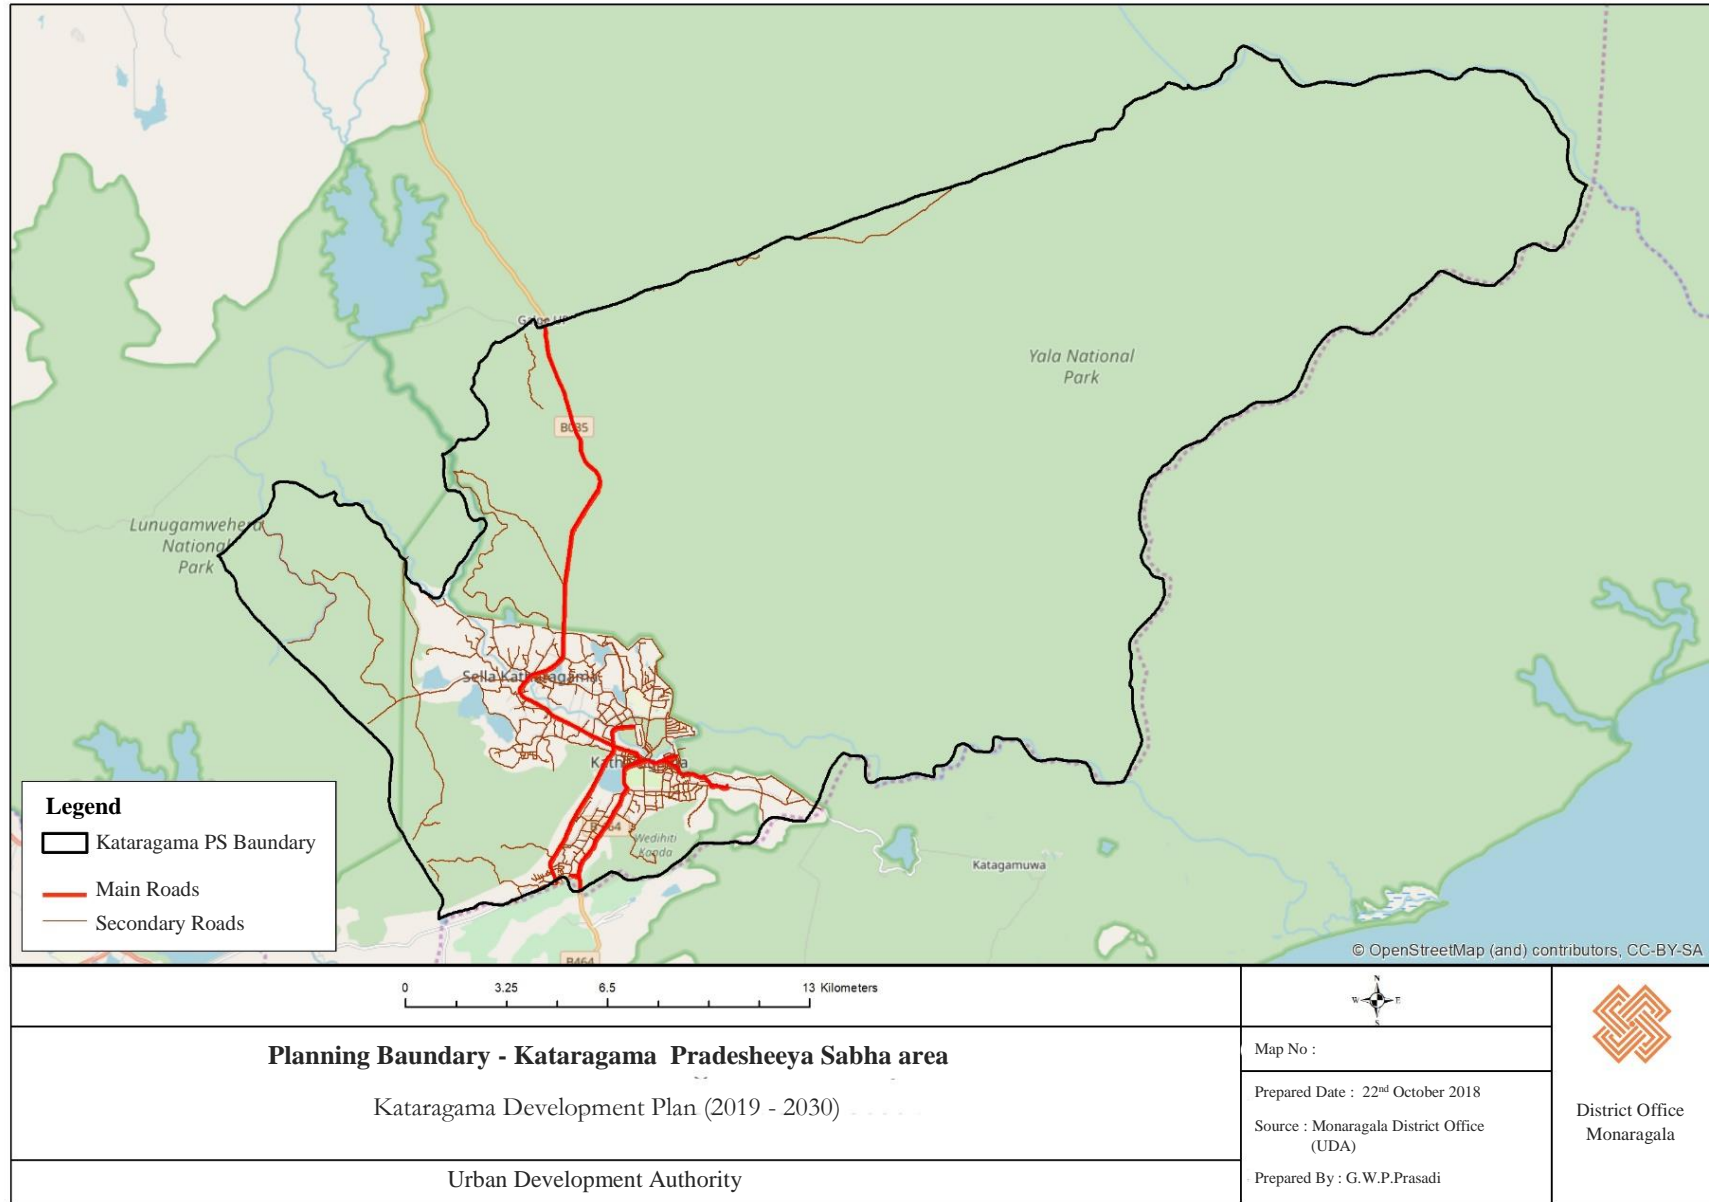 Galge
B035
Yala National
Park
Lunugamwehera
National
Park
Sella Katharagama
Wedihiti
Kanda
Katagamuwa
B464
Legend
Kataragama PS Baundary
Main Roads
Secondary Roads
© OpenStreetMap (and) contributors, CC-BY-SA
0 3.25 6.5 13 Kilometers
N
W E
S
Planning Baundary - Kataragama Pradesheeya Sabha area
Kataragama Development Plan (2019 - 2030)
Urban Development Authority
Map No :
Prepared Date : 22nd October 2018
Source : Monaragala District Office
(UDA)
Prepared By : G.W.P.Prasadi
District Office
Monaragala